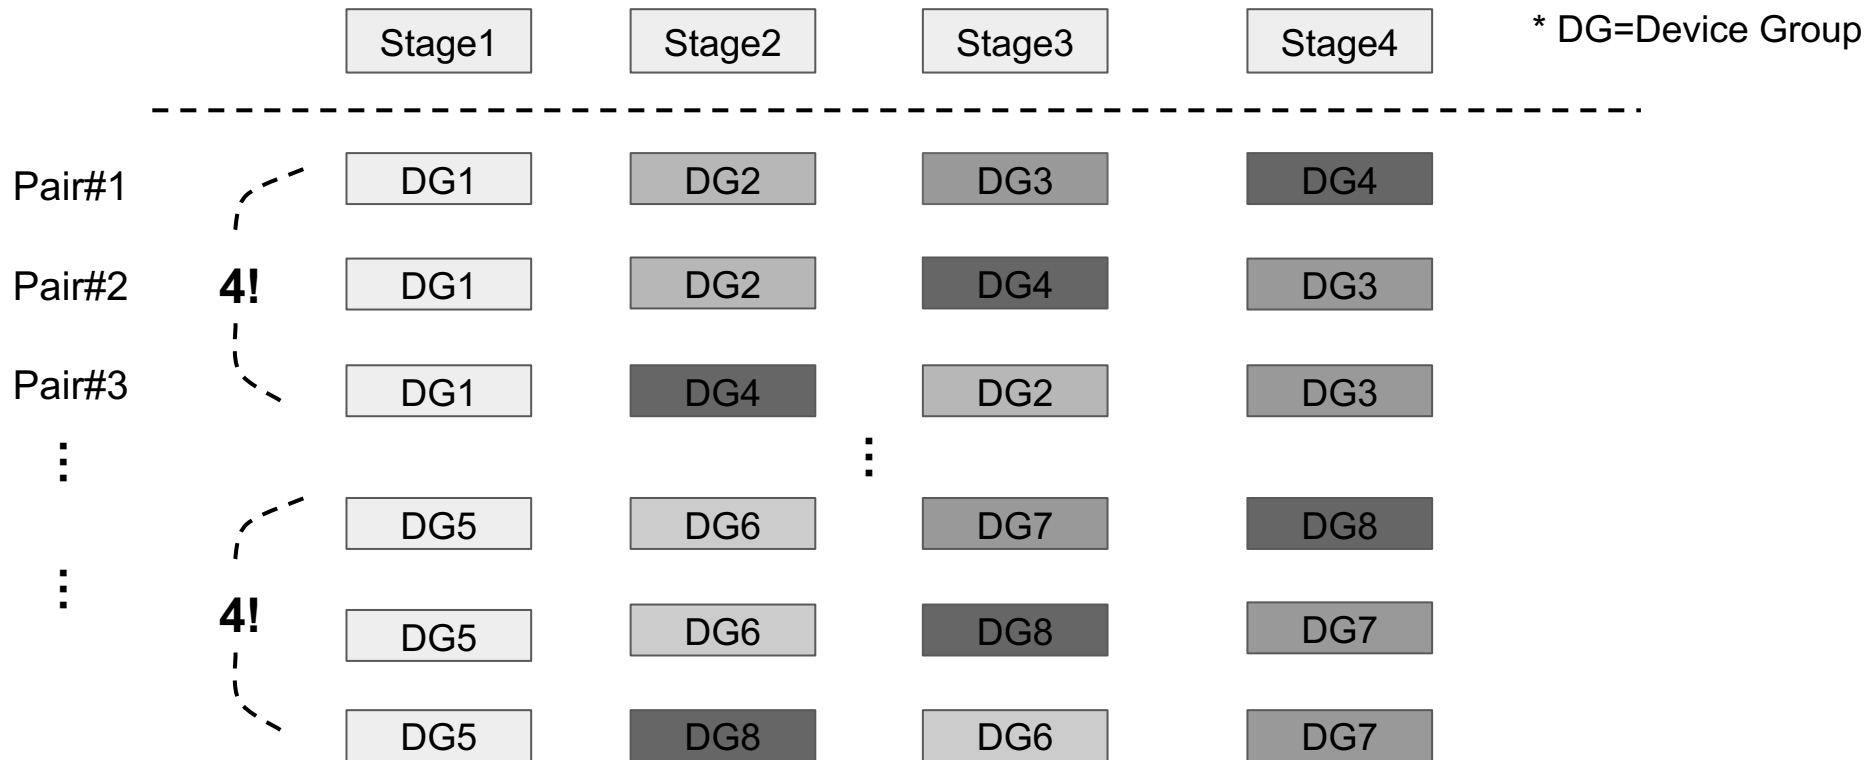 Stage1 Stage2 Stage3 Stage4 * DG=Device Group
Pair#1 DG1 DG2 DG3 DG4
Pair#2 4! DG1 DG2 DG4 DG3
Pair#3 DG1 DG4 DG2 DG3
⋮ ⋮
DG5 DG6 DG7 DG8
⋮
4! DG5 DG6 DG8 DG7
DG5 DG8 DG6 DG7